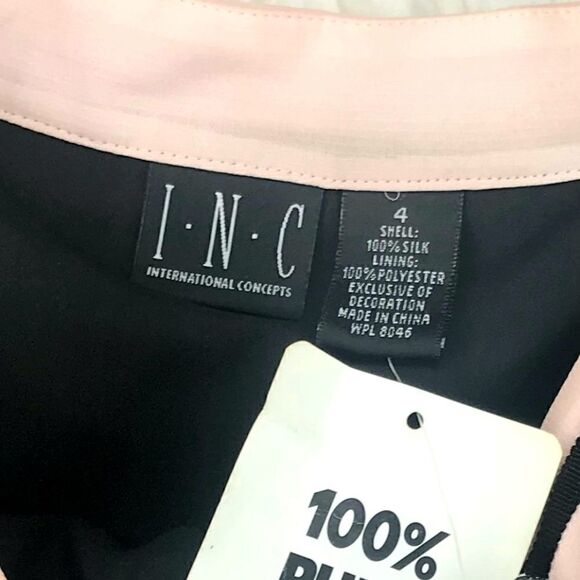 I·N·C
INTERNATIONAL CONCEPTS
4
SHELL:
100%SILK
LINING:
100%POLYESTER
EXCLUSIVE OF
DECORATION
MADE IN CHINA
WPL 8046
100%